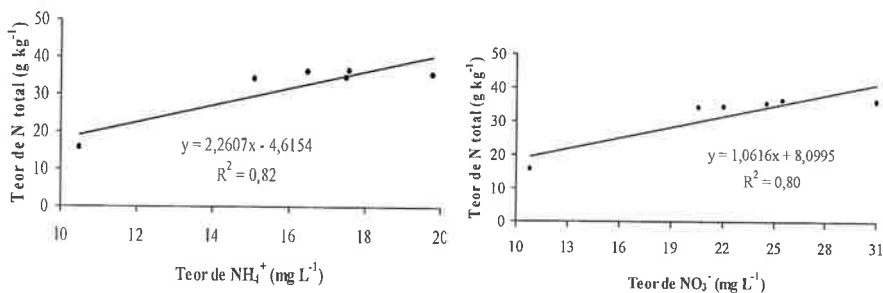 Teor de N total (g kg⁻¹)
50
40
30
20
10
0
y = 2,2607x - 4,6154
R² = 0,82
10 12 14 16 18 20
Teor de NH₄⁺ (mg L⁻¹)
Teor de N total (g kg⁻¹)
50
40
30
20
10
0
y = 1,0616x + 8,0995
R² = 0,80
10 13 16 19 22 25 28 31
Teor de NO₃⁻ (mg L⁻¹)